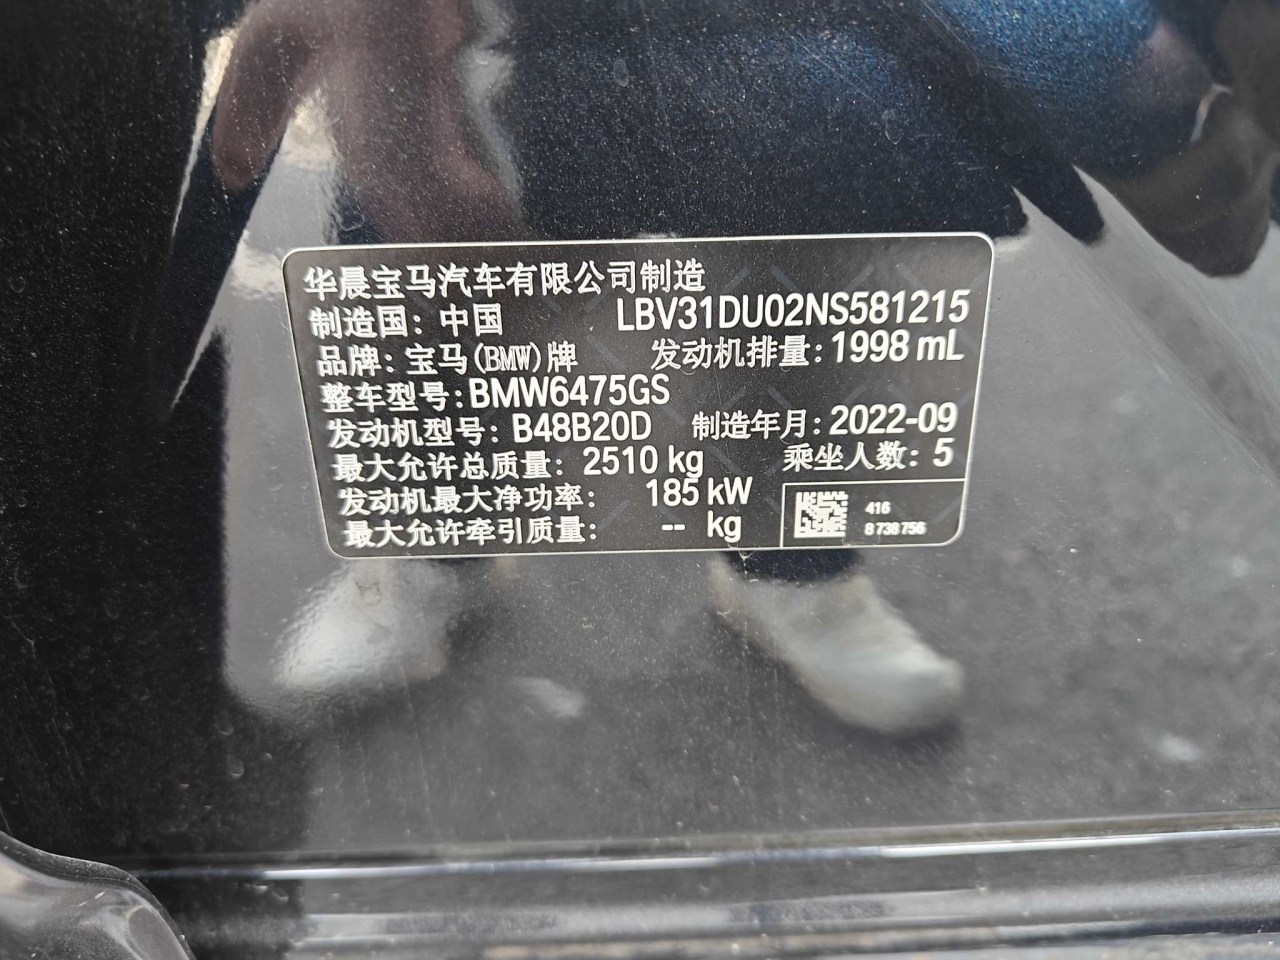 华晨宝马汽车有限公司制造
制造国：中国 LBV31DU02NS581215
品牌：宝马(BMW)牌 发动机排量：1998 mL
整车型号：BMW6475GS
发动机型号：B48B20D 制造年月：2022-09
最大允许总质量：2510 kg 乘坐人数：5
发动机最大净功率：185 kW
最大允许牵引质量：-- kg
416
8 738 756